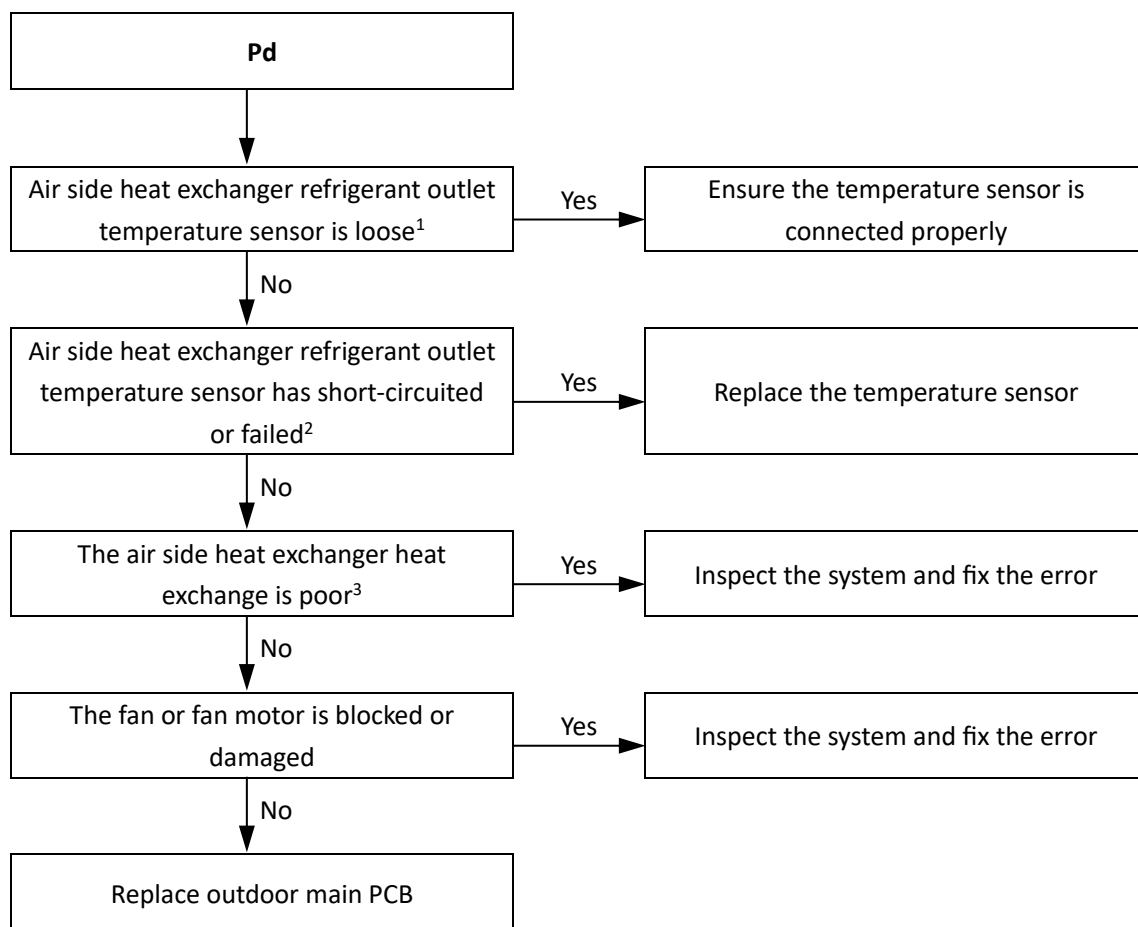 Pd
Air side heat exchanger refrigerant outlet
temperature sensor is loose1
Yes
Ensure the temperature sensor is
connected properly
No
Air side heat exchanger refrigerant outlet
temperature sensor has short-circuited
or failed2
Yes
Replace the temperature sensor
No
The air side heat exchanger heat
exchange is poor3
Yes
Inspect the system and fix the error
No
The fan or fan motor is blocked or
damaged
Yes
Inspect the system and fix the error
No
Replace outdoor main PCB